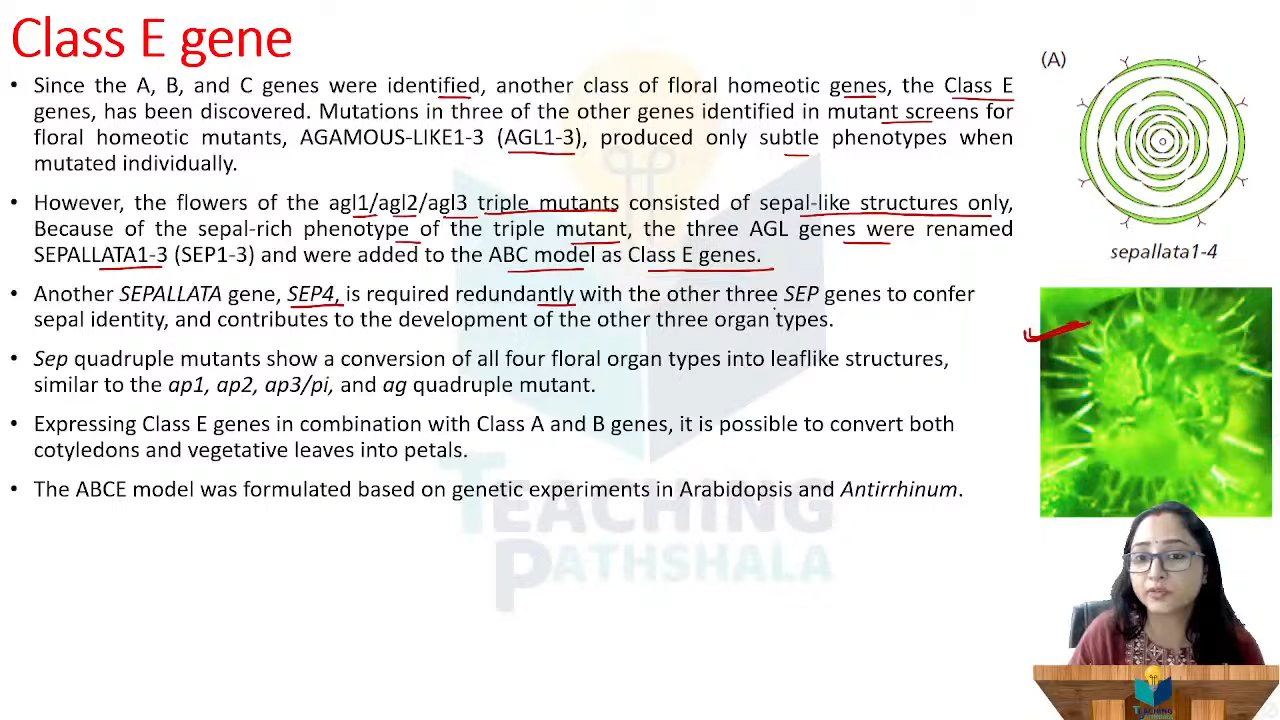 Class E gene
• Since the A, B, and C genes were identified, another class of floral homeotic genes, the Class E
genes, has been discovered. Mutations in three of the other genes identified in mutant screens for
floral homeotic mutants, AGAMOUS-LIKE1-3 (AGL1-3), produced only subtle phenotypes when
mutated individually.
• However, the flowers of the agl1/agl2/agl3 triple mutants consisted of sepal-like structures only,
Because of the sepal-rich phenotype of the triple mutant, the three AGL genes were renamed
SEPALLATA1-3 (SEP1-3) and were added to the ABC model as Class E genes.
• Another SEPALLATA gene, SEP4, is required redundantly with the other three SEP genes to confer
sepal identity, and contributes to the development of the other three organ types.
• Sep quadruple mutants show a conversion of all four floral organ types into leaflike structures,
similar to the ap1, ap2, ap3/pi, and ag quadruple mutant.
• Expressing Class E genes in combination with Class A and B genes, it is possible to convert both
cotyledons and vegetative leaves into petals.
• The ABCE model was formulated based on genetic experiments in Arabidopsis and Antirrhinum.
(A)
sepallata1-4
TEACHING
PATHSHALA
TEACHING
PATHSHALA